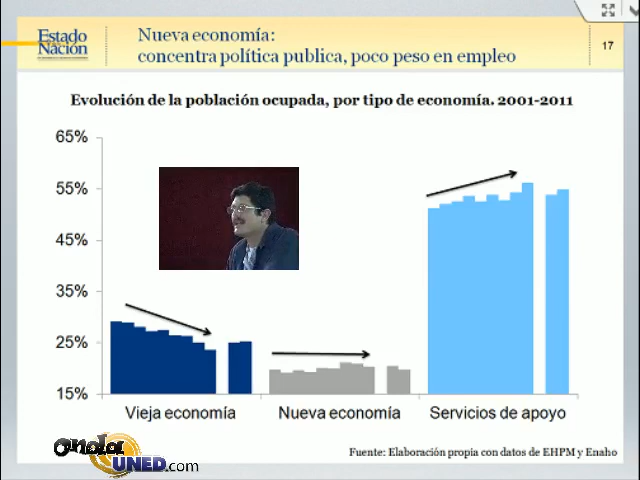 Estado
Nación
Nueva economía:
concentra política publica, poco peso en empleo
17
Evolución de la población ocupada, por tipo de economía. 2001-2011
65%
55%
45%
35%
25%
15%
Vieja economía
Nueva economía
Servicios de apoyo
onda
UNED.com
Fuente: Elaboración propia con datos de EHPM y Enaho